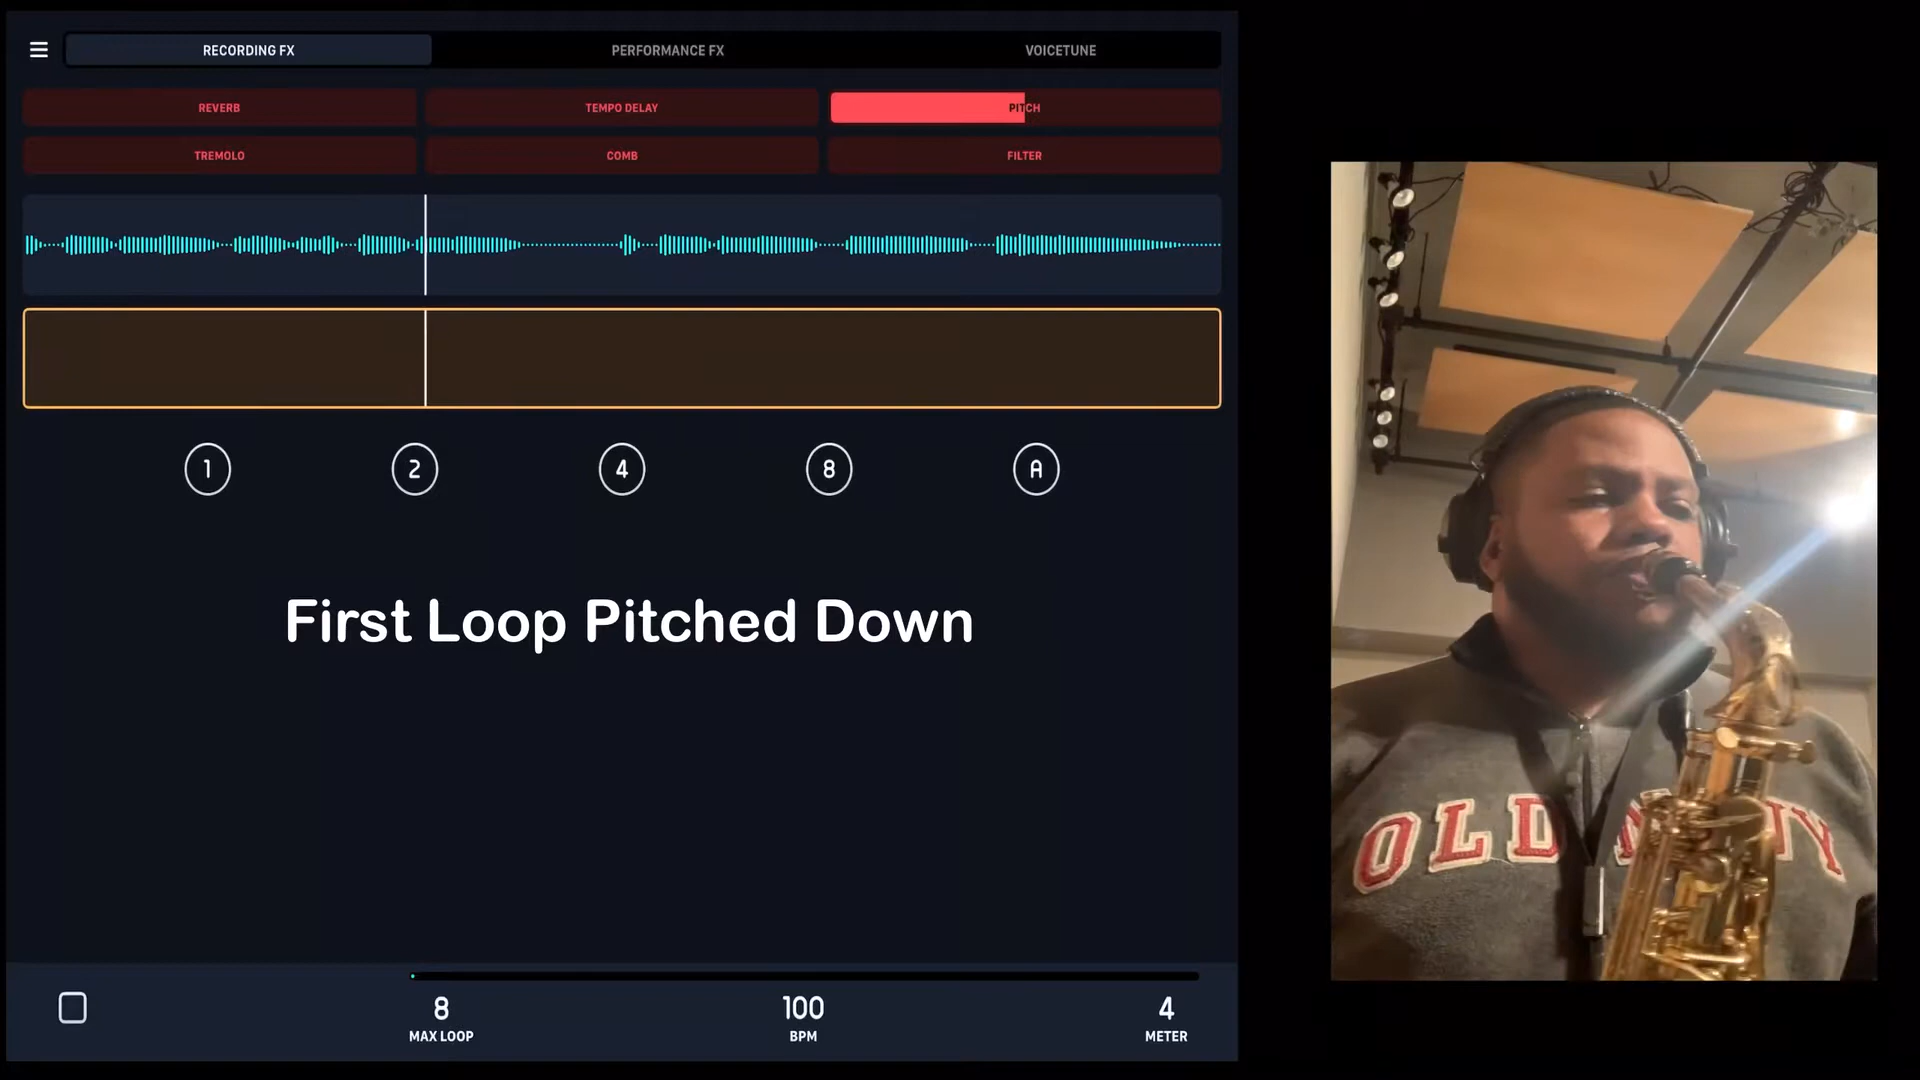 RECORDING FX
PERFORMANCE FX
VOICETUNE
REVERB
TEMPO DELAY
PITCH
TREMOLO
COMB
FILTER
1
2
4
8
A
First Loop Pitched Down
OLD
8
100
4
MAX LOOP
BPM
METER